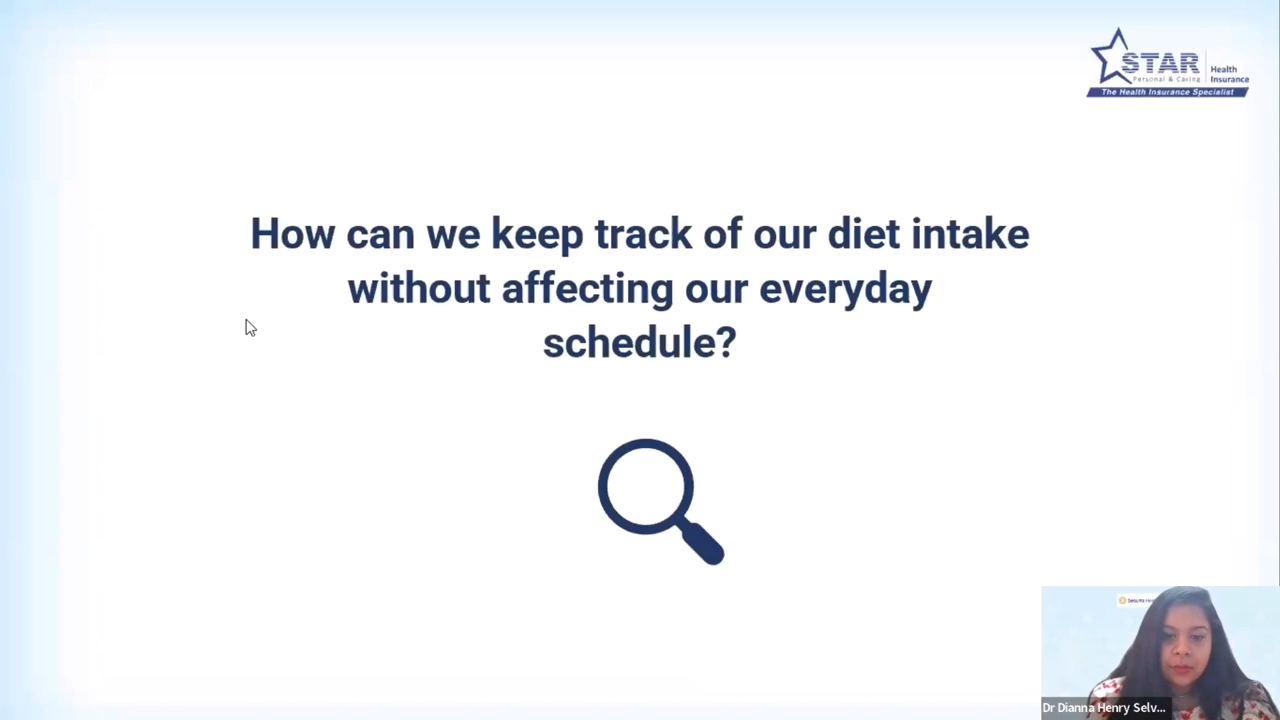 STAR
Personal & Caring
Health
Insurance
The Health Insurance Specialist
How can we keep track of our diet intake
without affecting our everyday
schedule?
Dr Dianna Henry Selv...